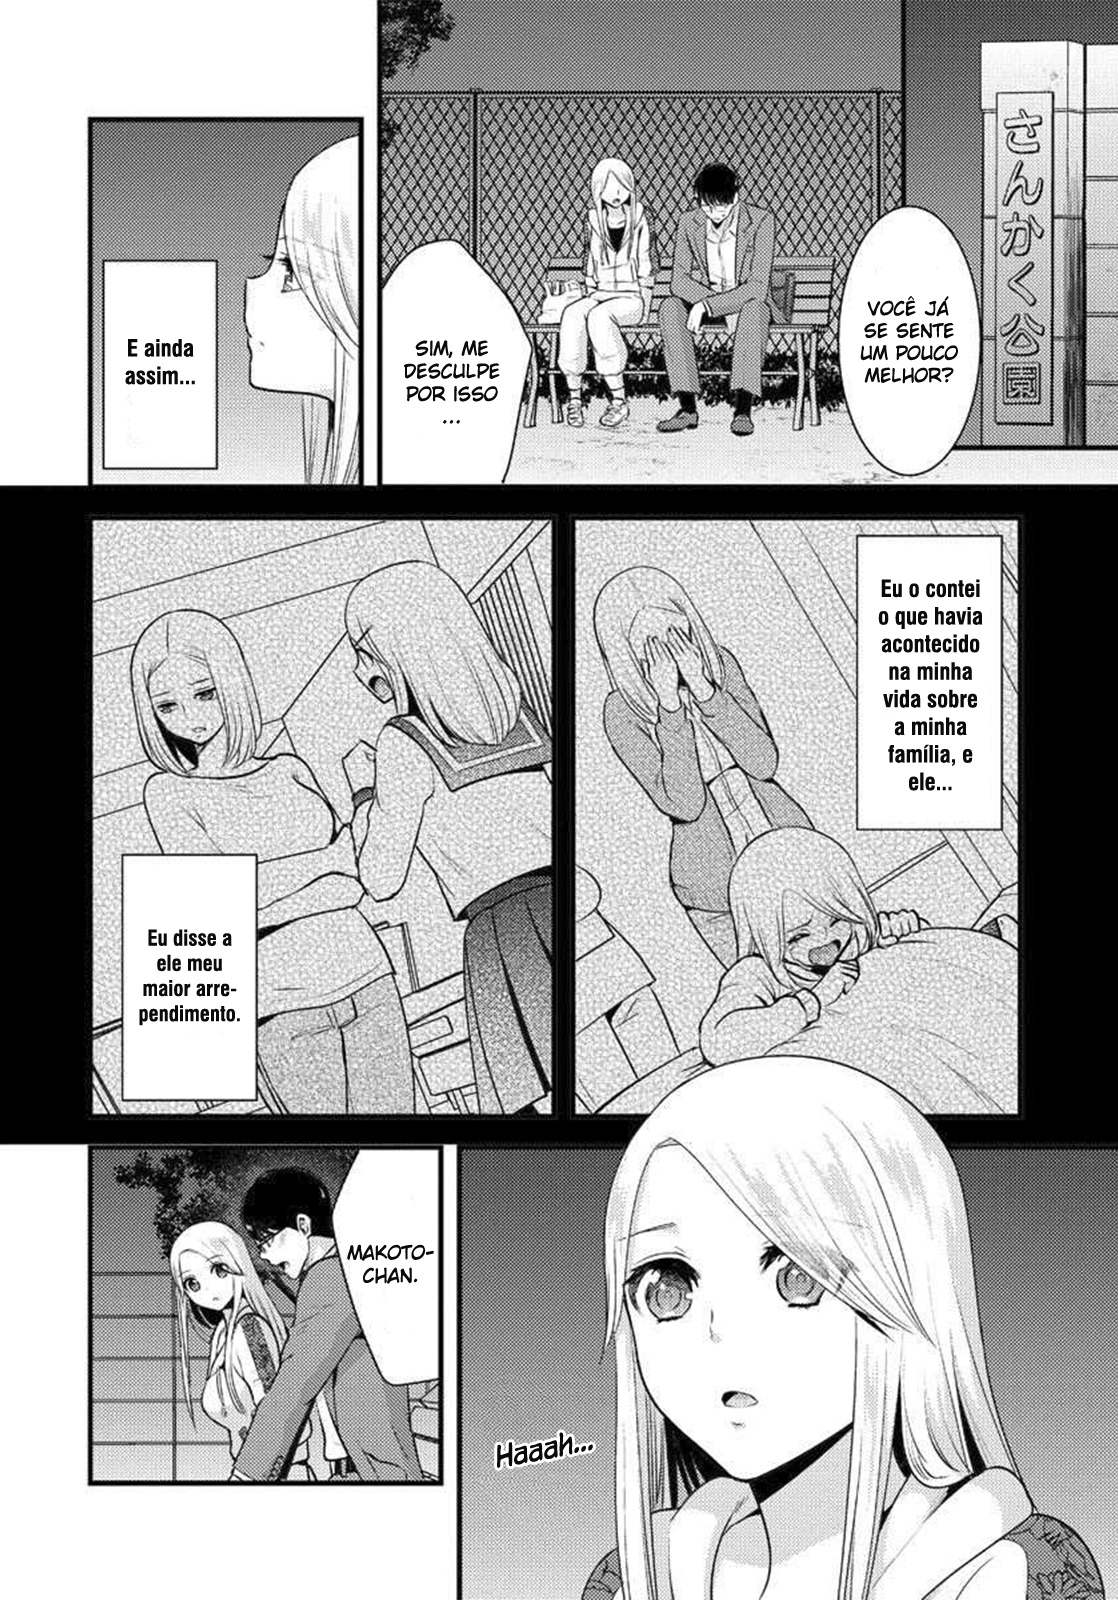 さんかく公園
VOCÊ JÁ
SE SENTE
UM POUCO
MELHOR?
SIM, ME
DESCULPE
POR ISSO
...
E ainda
assim...
Eu o contei
o que havia
acontecido
na minha
vida sobre
a minha
família, e
ele...
Eu disse a
ele meu
maior arre-
pendimento.
Haaah...
MAKOTO-
CHAN.